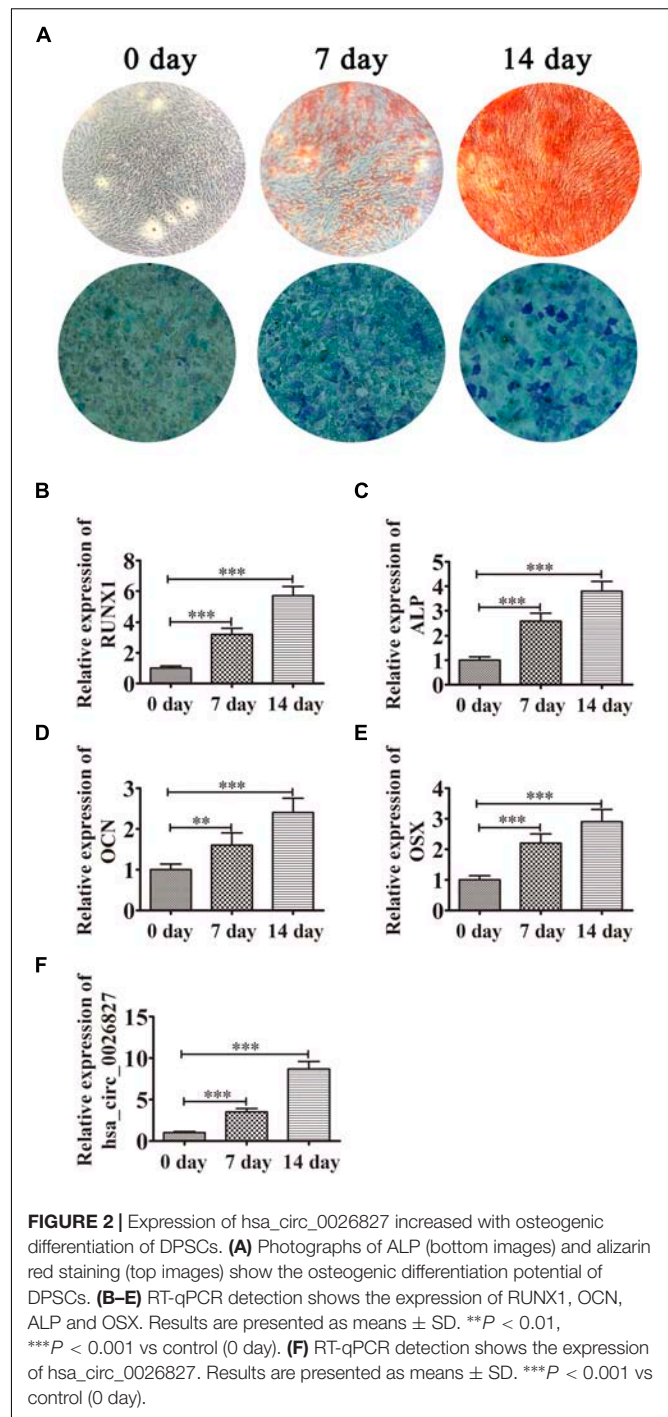 A
0 day 7 day 14 day
B
Relative expression of
RUNX1
8
6
4
2
0
***
***
0 day 7 day 14 day
C
Relative expression of
ALP
5
4
3
2
1
0
***
***
0 day 7 day 14 day
D
Relative expression of
OCN
3
2
1
0
***
**
0 day 7 day 14 day
E
Relative expression of
OSX
4
3
2
1
0
***
***
0 day 7 day 14 day
F
Relative expression of
hsa_circ_0026827
15
10
5
0
***
***
0 day 7 day 14 day
FIGURE 2 | Expression of hsa_circ_0026827 increased with osteogenic
differentiation of DPSCs. (A) Photographs of ALP (bottom images) and alizarin
red staining (top images) show the osteogenic differentiation potential of
DPSCs. (B–E) RT-qPCR detection shows the expression of RUNX1, OCN,
ALP and OSX. Results are presented as means ± SD. **P < 0.01,
***P < 0.001 vs control (0 day). (F) RT-qPCR detection shows the expression
of hsa_circ_0026827. Results are presented as means ± SD. ***P < 0.001 vs
control (0 day).